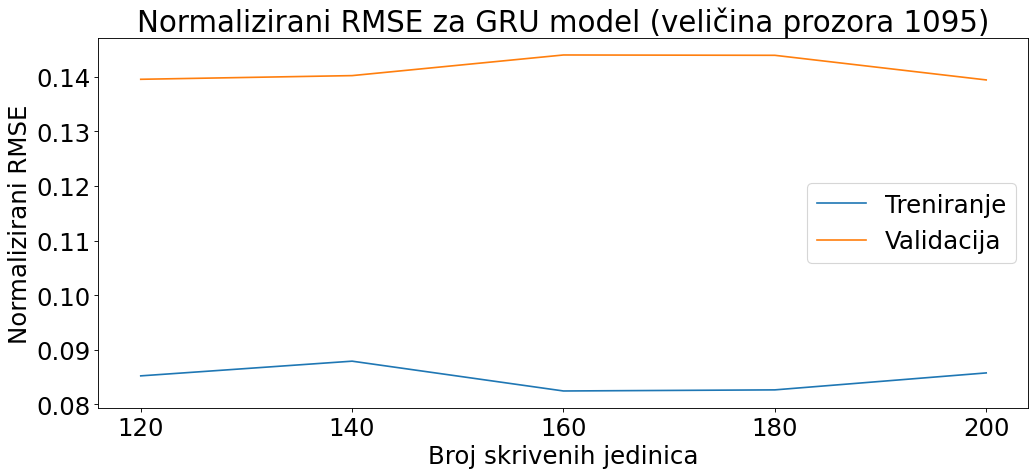 Normalizirani RMSE za GRU model (veličina prozora 1095)
Normalizirani RMSE
0.14
0.13
0.12
0.11
0.10
0.09
0.08
Treniranje
Validacija
120 140 160 180 200
Broj skrivenih jedinica